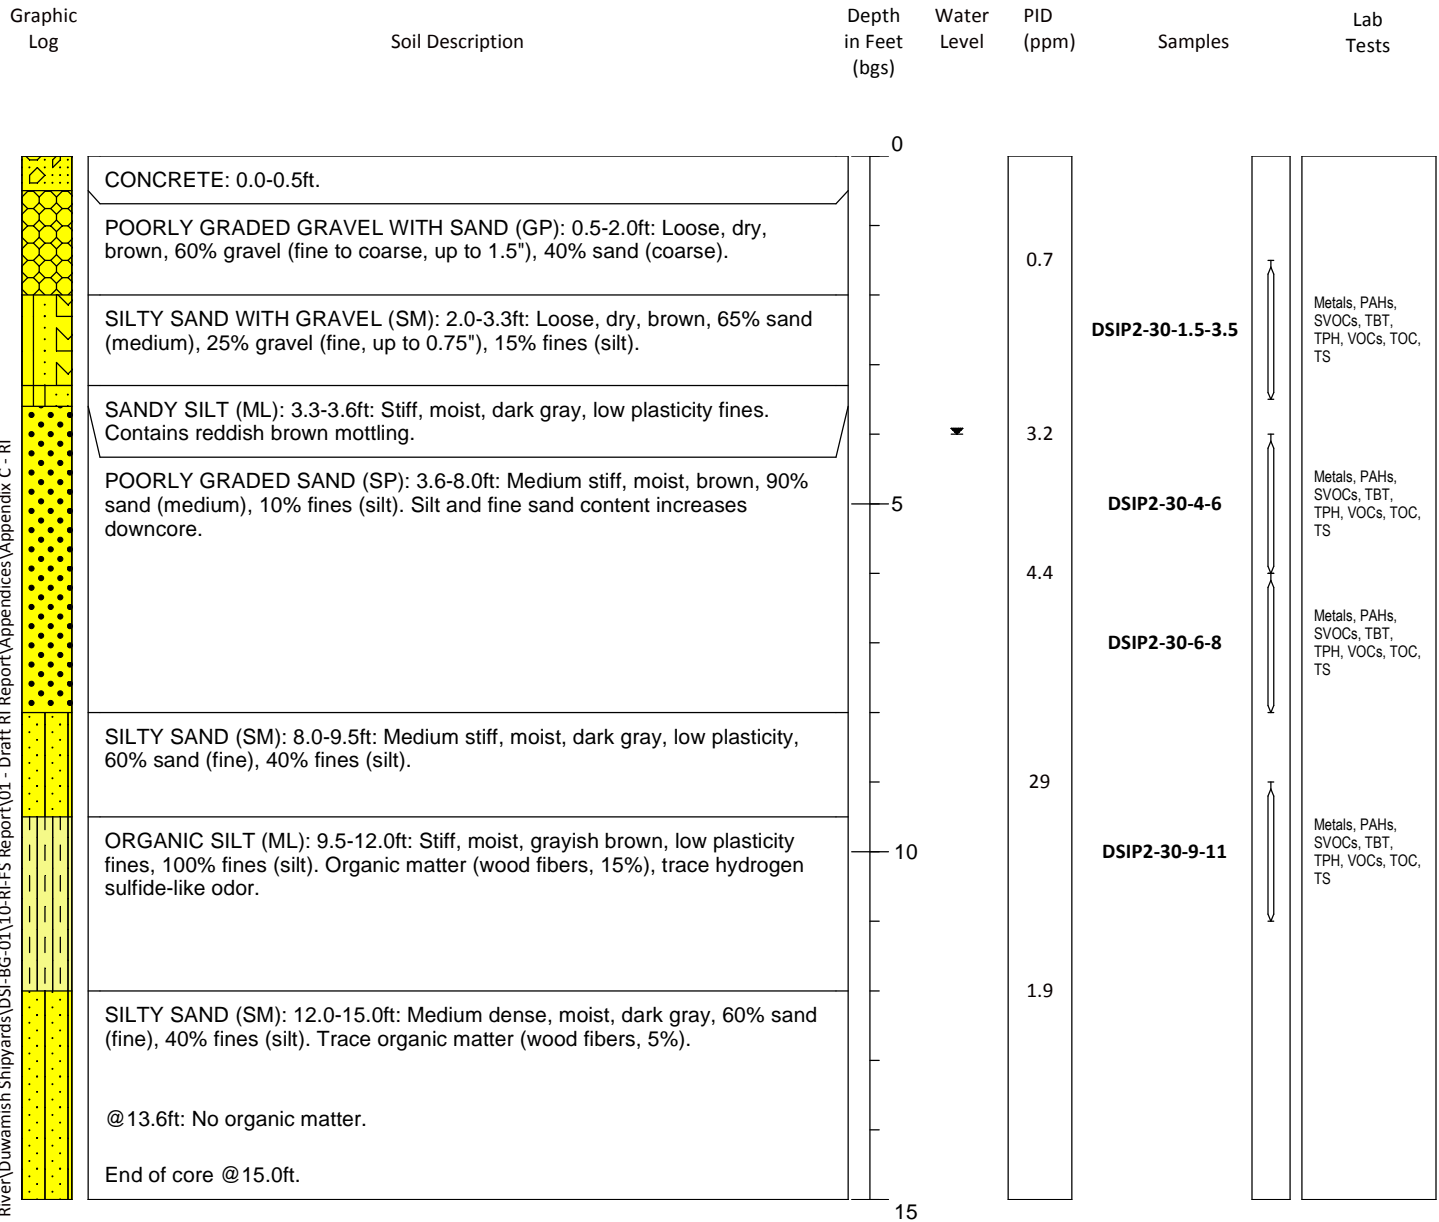 Graphic
Log
Soil Description
Depth
in Feet
(bgs)
Water
Level
PID
(ppm)
Samples
Lab
Tests
0
CONCRETE: 0.0-0.5ft.
POORLY GRADED GRAVEL WITH SAND (GP): 0.5-2.0ft: Loose, dry,
brown, 60% gravel (fine to coarse, up to 1.5"), 40% sand (coarse).
0.7
SILTY SAND WITH GRAVEL (SM): 2.0-3.3ft: Loose, dry, brown, 65% sand
(medium), 25% gravel (fine, up to 0.75"), 15% fines (silt).
DSIP2-30-1.5-3.5
Metals, PAHs,
SVOCs, TBT,
TPH, VOCs, TOC,
TS
SANDY SILT (ML): 3.3-3.6ft: Stiff, moist, dark gray, low plasticity fines.
Contains reddish brown mottling.
3.2
POORLY GRADED SAND (SP): 3.6-8.0ft: Medium stiff, moist, brown, 90%
sand (medium), 10% fines (silt). Silt and fine sand content increases
downcore.
5
DSIP2-30-4-6
Metals, PAHs,
SVOCs, TBT,
TPH, VOCs, TOC,
TS
4.4
DSIP2-30-6-8
Metals, PAHs,
SVOCs, TBT,
TPH, VOCs, TOC,
TS
SILTY SAND (SM): 8.0-9.5ft: Medium stiff, moist, dark gray, low plasticity,
60% sand (fine), 40% fines (silt).
29
ORGANIC SILT (ML): 9.5-12.0ft: Stiff, moist, grayish brown, low plasticity
fines, 100% fines (silt). Organic matter (wood fibers, 15%), trace hydrogen
sulfide-like odor.
10
DSIP2-30-9-11
Metals, PAHs,
SVOCs, TBT,
TPH, VOCs, TOC,
TS
1.9
SILTY SAND (SM): 12.0-15.0ft: Medium dense, moist, dark gray, 60% sand
(fine), 40% fines (silt). Trace organic matter (wood fibers, 5%).
@13.6ft: No organic matter.
End of core @15.0ft.
15
River\Duwamish Shipyards\DSI-BG-01\10-RI-FS Report\01 - Draft RI Report\Appendices\Appendix C - RI